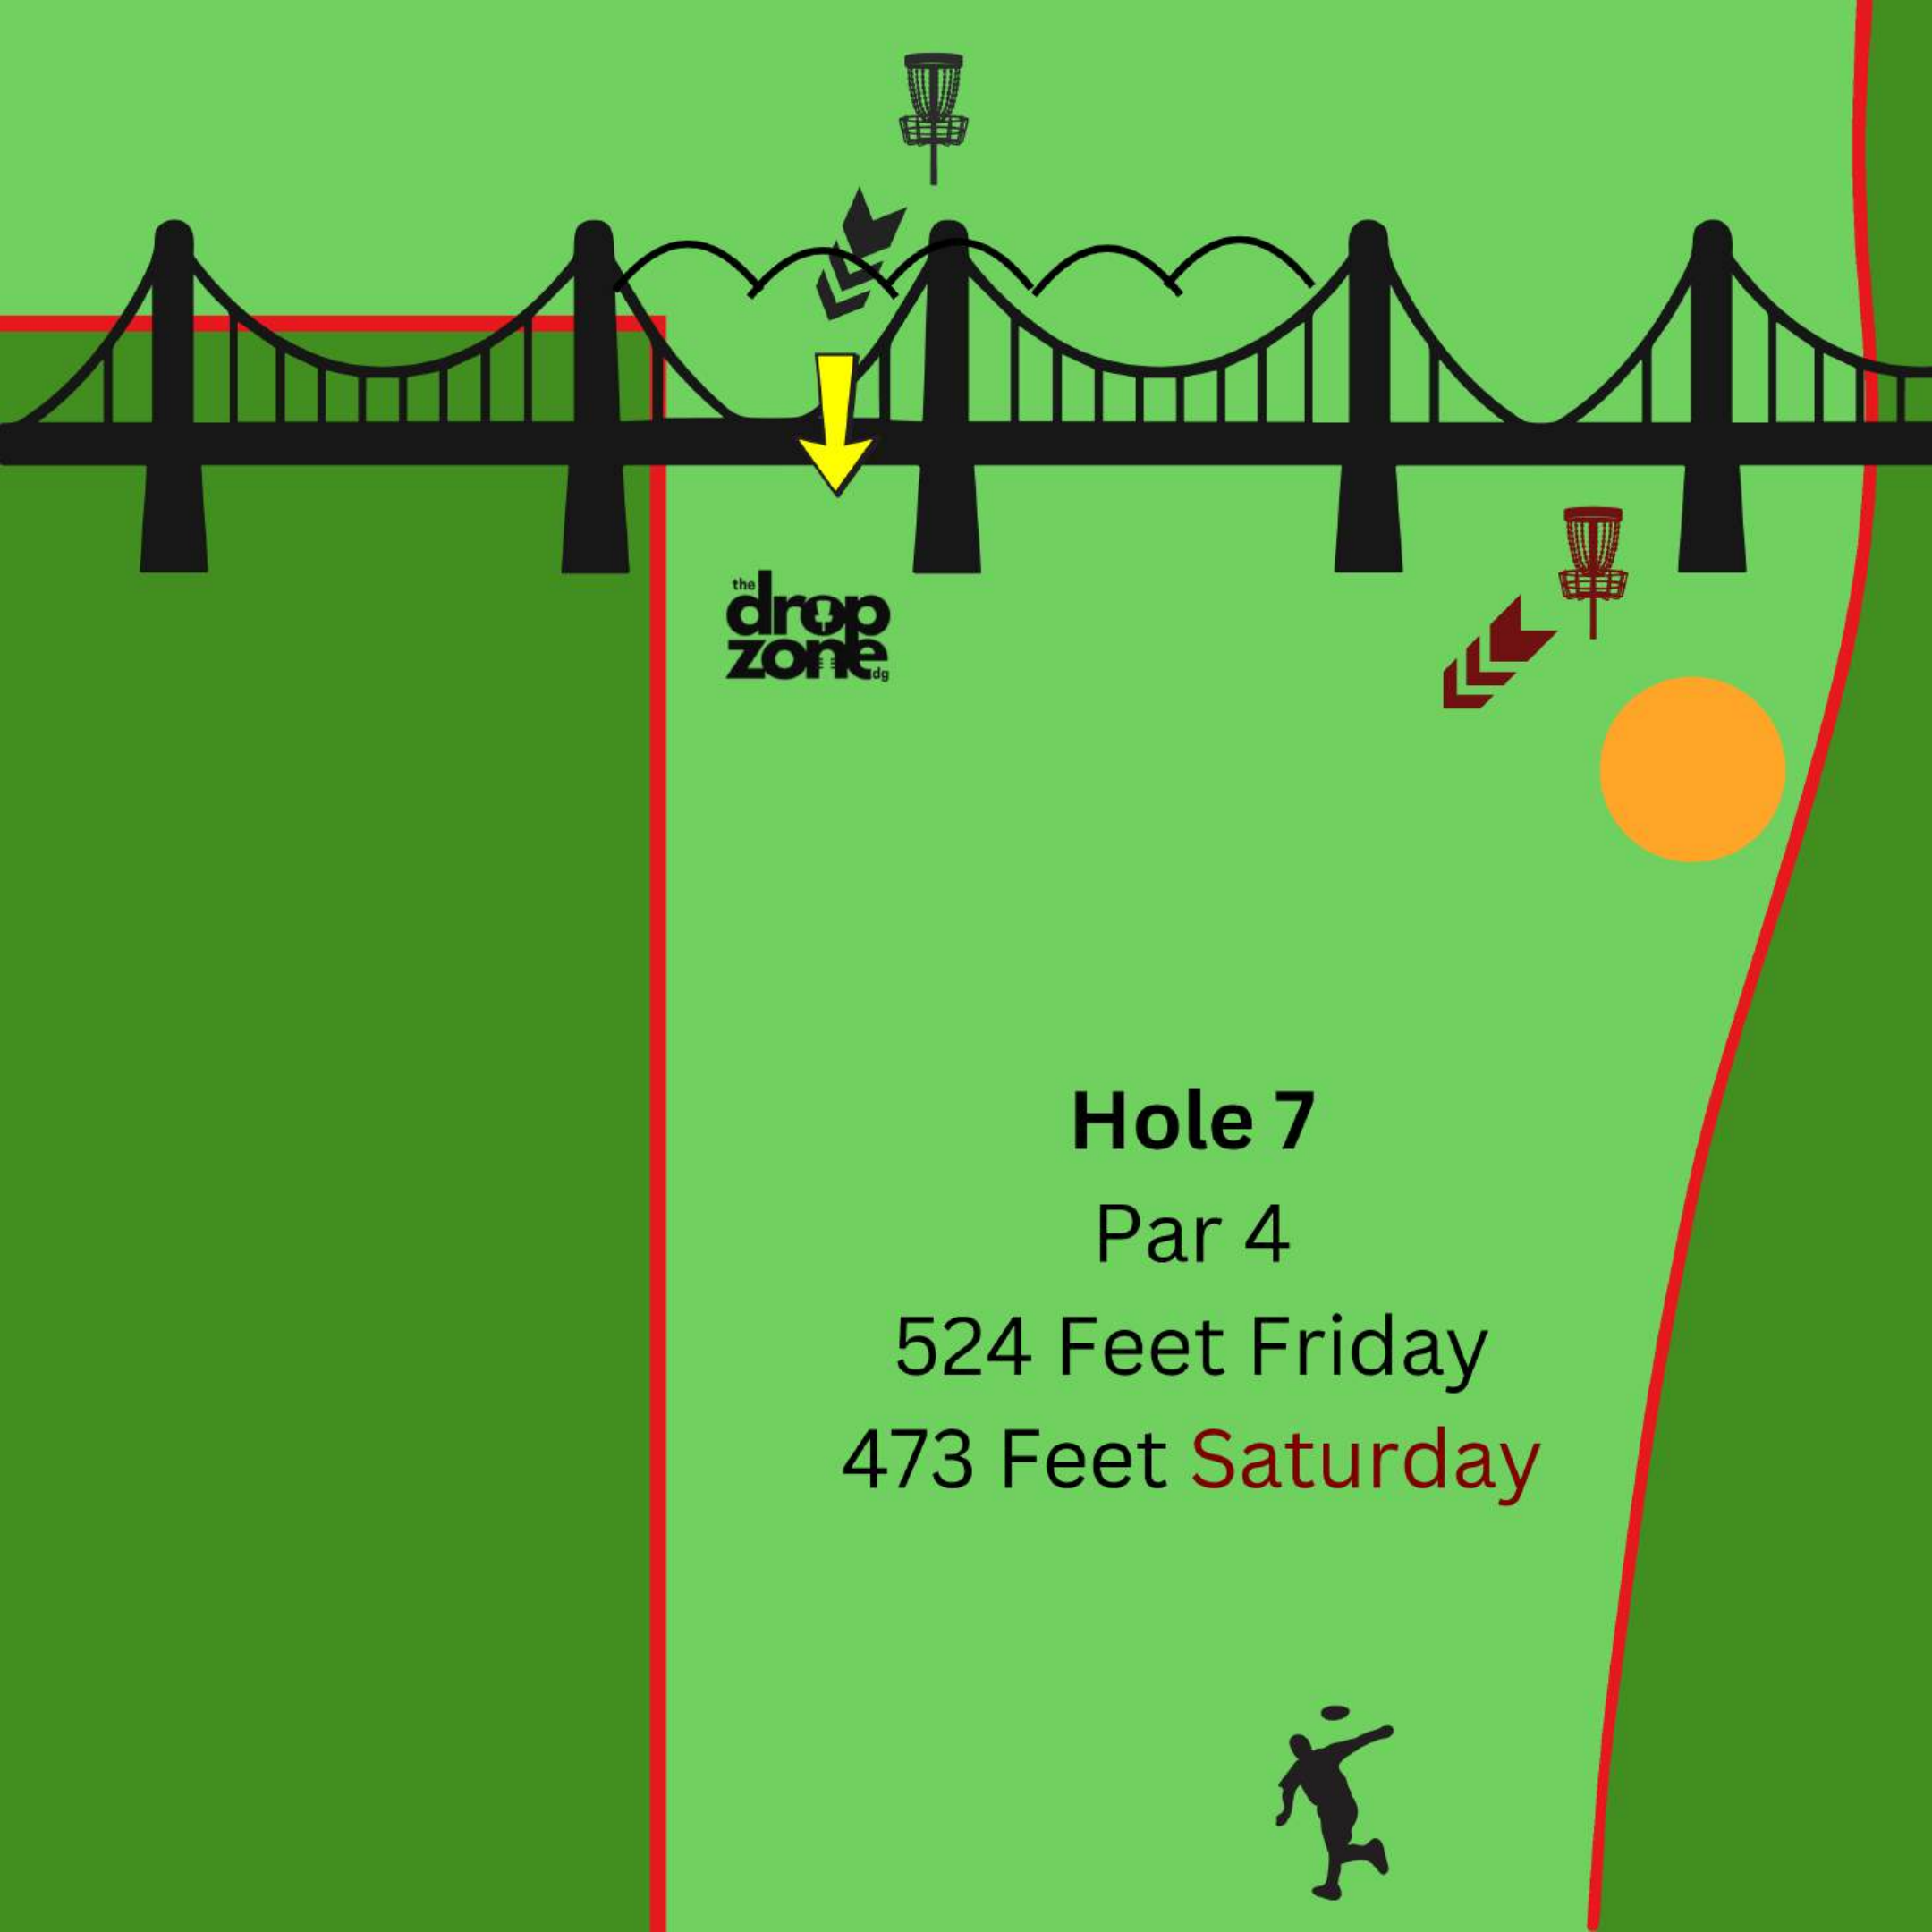 the
drop
zone
dg
Hole 7
Par 4
524 Feet Friday
473 Feet Saturday